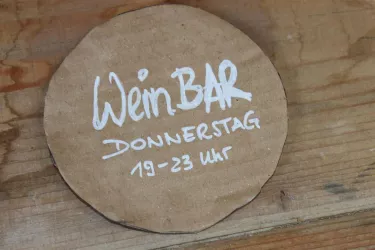 Wein BAR
DONNERSTAG
19-23 Uhr